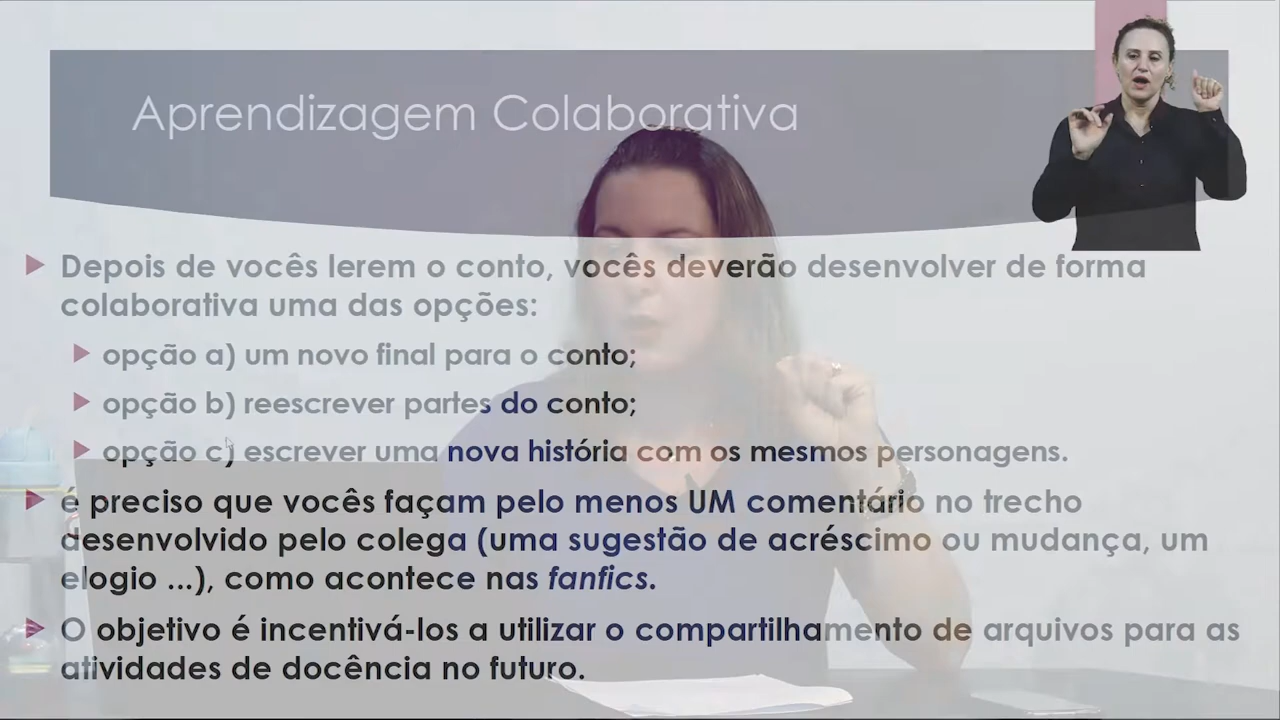 Aprendizagem Colaborativa
Depois de vocês lerem o conto, vocês deverão desenvolver de forma
colaborativa uma das opções:
opção a) um novo final para o conto;
opção b) reescrever partes do conto;
opção c) escrever uma nova história com os mesmos personagens.
é preciso que vocês façam pelo menos UM comentário no trecho
desenvolvido pelo colega (uma sugestão de acréscimo ou mudança, um
elogio ...), como acontece nas fanfics.
O objetivo é incentivá-los a utilizar o compartilhamento de arquivos para as
atividades de docência no futuro.